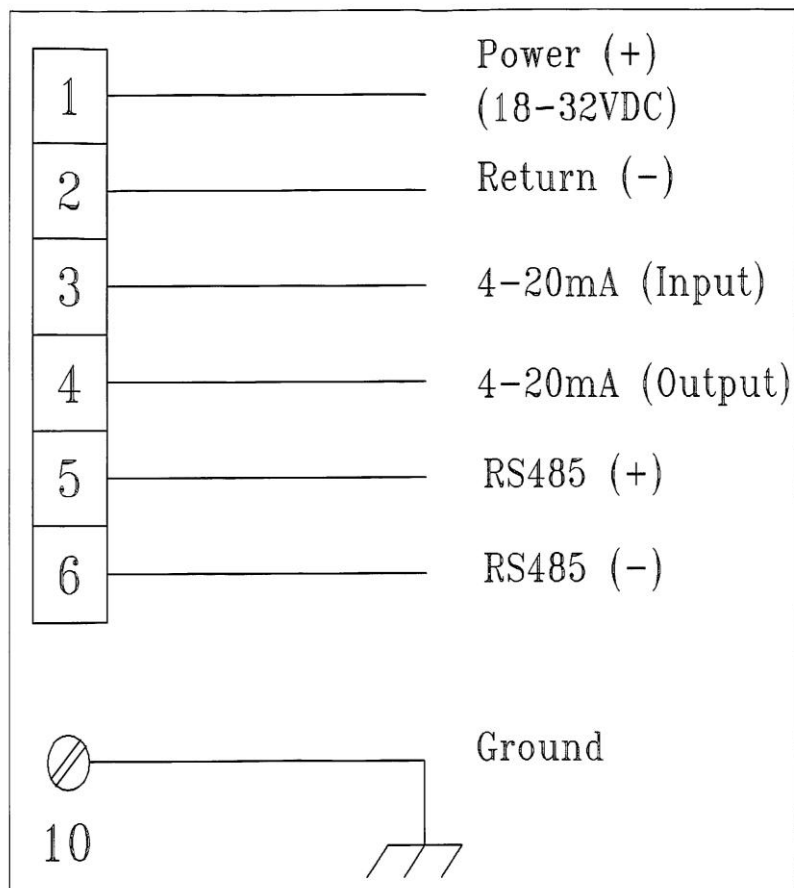 1
Power (+)
(18-32VDC)
2
Return (-)
3
4-20mA (Input)
4
4-20mA (Output)
5
RS485 (+)
6
RS485 (-)
Ground
10